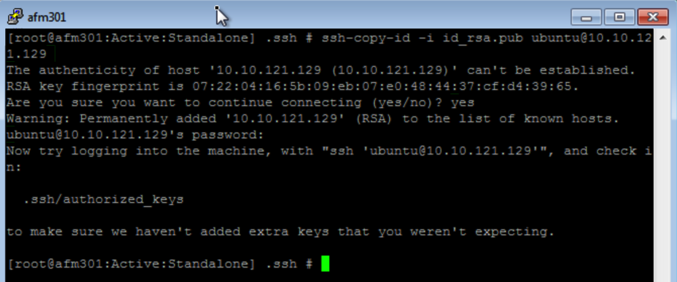 afm301
[root@afm301:Active:Standalone] .ssh # ssh-copy-id -i id_rsa.pub ubuntu@10.10.12
1.129
The authenticity of host '10.10.121.129 (10.10.121.129)' can't be established.
RSA key fingerprint is 07:22:04:16:5b:09:eb:07:e0:48:44:37:cf:d4:39:65.
Are you sure you want to continue connecting (yes/no)? yes
Warning: Permanently added '10.10.121.129' (RSA) to the list of known hosts.
ubuntu@10.10.121.129's password:
Now try logging into the machine, with "ssh 'ubuntu@10.10.121.129'", and check i
n:
.ssh/authorized_keys
to make sure we haven't added extra keys that you weren't expecting.
[root@afm301:Active:Standalone] .ssh #